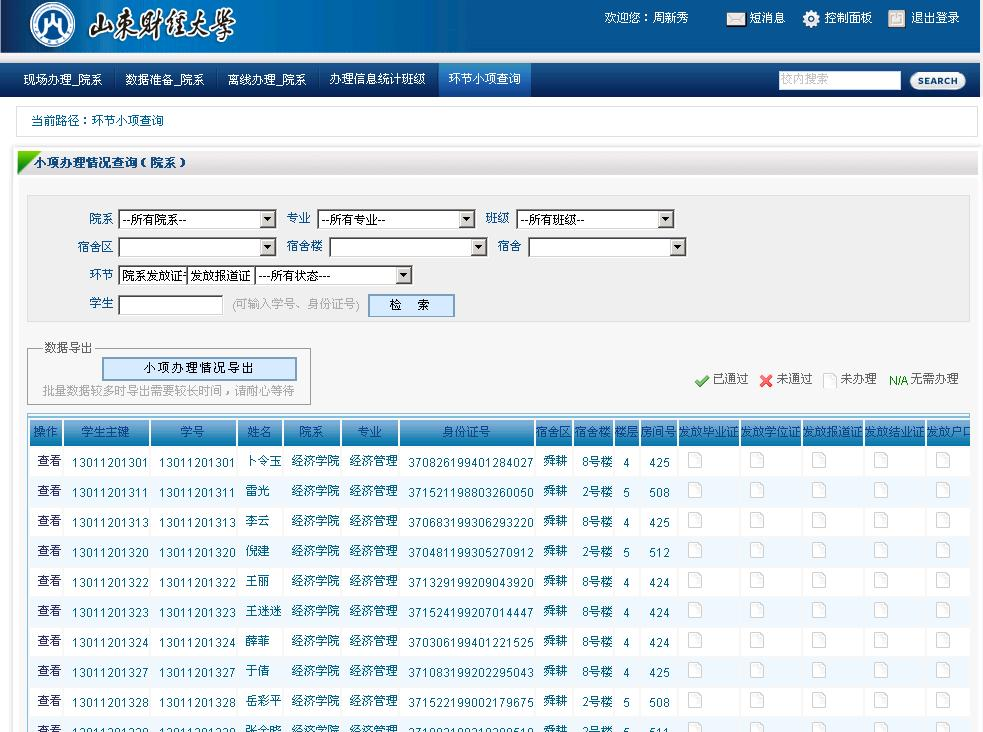 山东财经大学
欢迎您：周新秀 短消息 控制面板 退出登录
现场办理_院系 数据准备_院系 离线办理_院系 办理信息统计班级 环节小项查询 校内搜索 SEARCH
当前路径：环节小项查询
小项办理情况查询（院系）
院系 --所有院系-- 专业 --所有专业-- 班级 --所有班级--
宿舍区 宿舍楼 宿舍
环节 院系发放证 发放报道证 ---所有状态---
学生 (可输入学号、身份证号) 检 索
数据导出
小项办理情况导出
批量数据较多时导出需要较长时间，请耐心等待
已通过 未通过 未办理 N/A 无需办理
操作 学生主键 学号 姓名 院系 专业 身份证号 宿舍区 宿舍楼 楼层 房间号 发放毕业证 发放学位证 发放报道证 发放结业证 发放户口
查看 13011201301 13011201301 卜令玉 经济学院 经济管理 370826199401284027 舜耕 8号楼 4 425
查看 13011201311 13011201311 雷光 经济学院 经济管理 371521198803260050 舜耕 2号楼 5 508
查看 13011201313 13011201313 李云 经济学院 经济管理 370683199306293220 舜耕 8号楼 4 425
查看 13011201320 13011201320 倪建 经济学院 经济管理 370481199305270912 舜耕 2号楼 5 512
查看 13011201322 13011201322 王丽 经济学院 经济管理 371329199209043920 舜耕 8号楼 4 424
查看 13011201323 13011201323 王迷迷 经济学院 经济管理 371524199207014447 舜耕 8号楼 4 424
查看 13011201324 13011201324 薛菲 经济学院 经济管理 370306199401221525 舜耕 8号楼 4 424
查看 13011201327 13011201327 于倩 经济学院 经济管理 371083199202295043 舜耕 8号楼 4 425
查看 13011201328 13011201328 岳彩平 经济学院 经济管理 371522199002179675 舜耕 2号楼 5 508